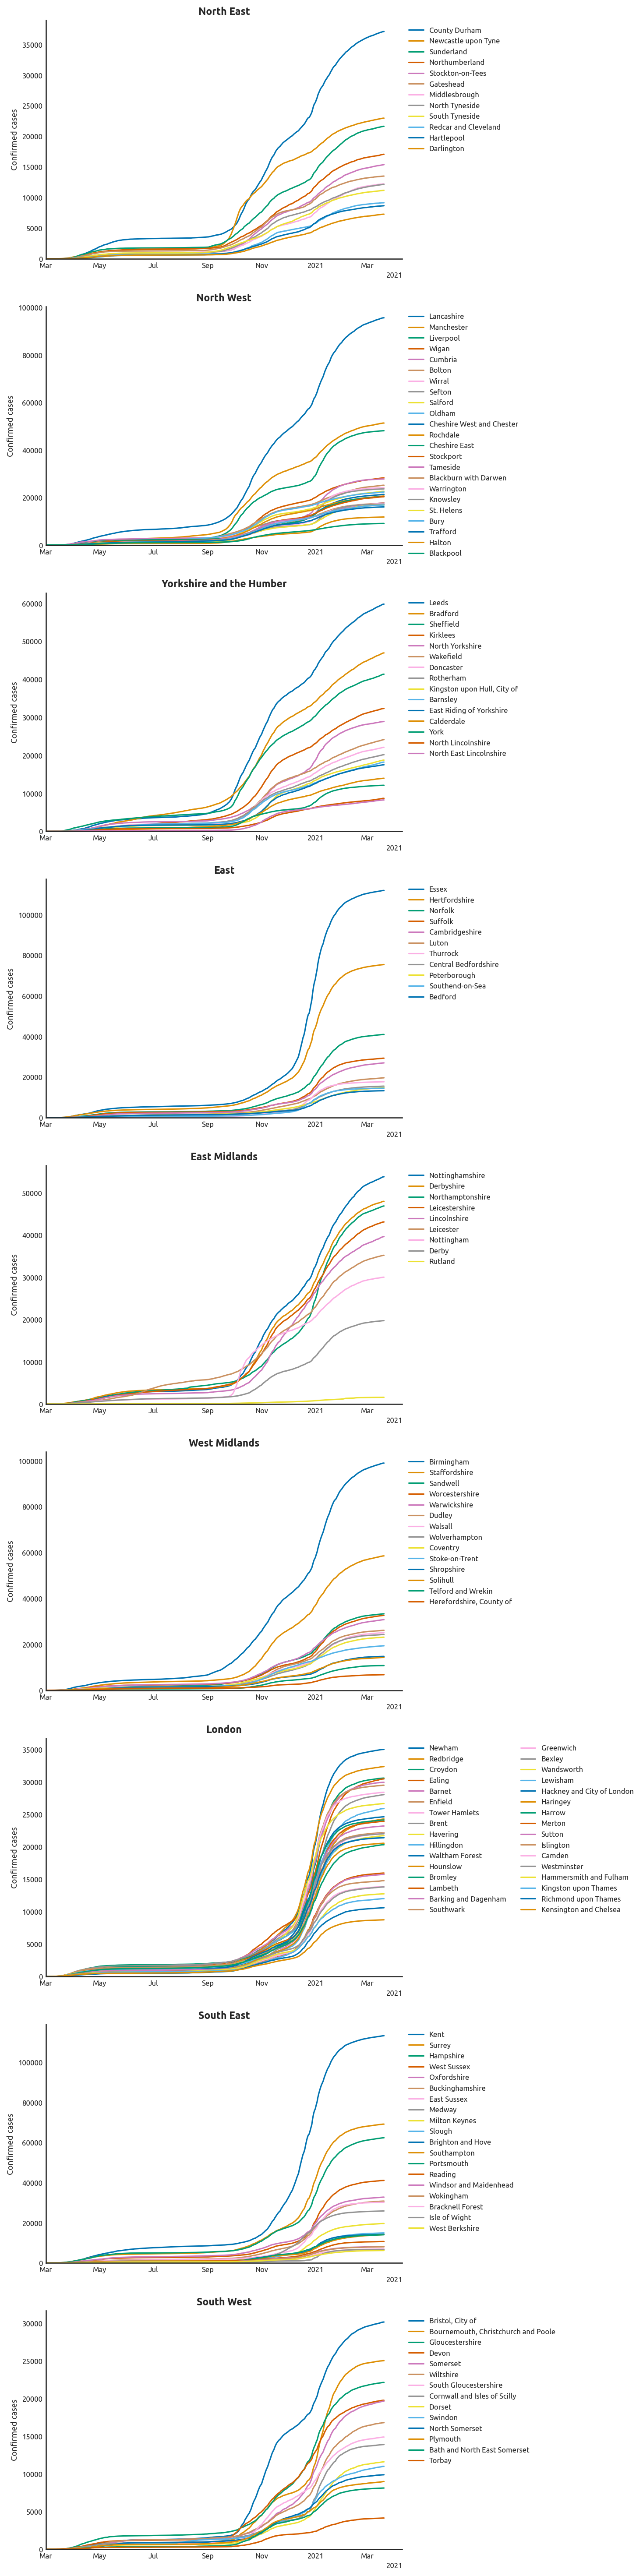 North East
Confirmed cases
35000
30000
25000
20000
15000
10000
5000
0
Mar May Jul Sep Nov 2021 Mar
2021
County Durham
Newcastle upon Tyne
Sunderland
Northumberland
Stockton-on-Tees
Gateshead
Middlesbrough
North Tyneside
South Tyneside
Redcar and Cleveland
Hartlepool
Darlington
North West
Confirmed cases
100000
80000
60000
40000
20000
0
Mar May Jul Sep Nov 2021 Mar
2021
Lancashire
Manchester
Liverpool
Wigan
Cumbria
Bolton
Wirral
Sefton
Salford
Oldham
Cheshire West and Chester
Rochdale
Cheshire East
Stockport
Tameside
Blackburn with Darwen
Warrington
Knowsley
St. Helens
Bury
Trafford
Halton
Blackpool
Yorkshire and the Humber
Confirmed cases
60000
50000
40000
30000
20000
10000
0
Mar May Jul Sep Nov 2021 Mar
2021
Leeds
Bradford
Sheffield
Kirklees
North Yorkshire
Wakefield
Doncaster
Rotherham
Kingston upon Hull, City of
Barnsley
East Riding of Yorkshire
Calderdale
York
North Lincolnshire
North East Lincolnshire
East
Confirmed cases
100000
80000
60000
40000
20000
0
Mar May Jul Sep Nov 2021 Mar
2021
Essex
Hertfordshire
Norfolk
Suffolk
Cambridgeshire
Luton
Thurrock
Central Bedfordshire
Peterborough
Southend-on-Sea
Bedford
East Midlands
Confirmed cases
50000
40000
30000
20000
10000
0
Mar May Jul Sep Nov 2021 Mar
2021
Nottinghamshire
Derbyshire
Northamptonshire
Leicestershire
Lincolnshire
Leicester
Nottingham
Derby
Rutland
West Midlands
Confirmed cases
100000
80000
60000
40000
20000
0
Mar May Jul Sep Nov 2021 Mar
2021
Birmingham
Staffordshire
Sandwell
Worcestershire
Warwickshire
Dudley
Walsall
Wolverhampton
Coventry
Stoke-on-Trent
Shropshire
Solihull
Telford and Wrekin
Herefordshire, County of
London
Confirmed cases
35000
30000
25000
20000
15000
10000
5000
0
Mar May Jul Sep Nov 2021 Mar
2021
Newham
Redbridge
Croydon
Ealing
Barnet
Enfield
Tower Hamlets
Brent
Havering
Hillingdon
Waltham Forest
Hounslow
Bromley
Lambeth
Barking and Dagenham
Southwark
Greenwich
Bexley
Wandsworth
Lewisham
Hackney and City of London
Haringey
Harrow
Merton
Sutton
Islington
Camden
Westminster
Hammersmith and Fulham
Kingston upon Thames
Richmond upon Thames
Kensington and Chelsea
South East
Confirmed cases
100000
80000
60000
40000
20000
0
Mar May Jul Sep Nov 2021 Mar
2021
Kent
Surrey
Hampshire
West Sussex
Oxfordshire
Buckinghamshire
East Sussex
Medway
Milton Keynes
Slough
Brighton and Hove
Southampton
Portsmouth
Reading
Windsor and Maidenhead
Wokingham
Bracknell Forest
Isle of Wight
West Berkshire
South West
Confirmed cases
30000
25000
20000
15000
10000
5000
0
Mar May Jul Sep Nov 2021 Mar
2021
Bristol, City of
Bournemouth, Christchurch and Poole
Gloucestershire
Devon
Somerset
Wiltshire
South Gloucestershire
Cornwall and Isles of Scilly
Dorset
Swindon
North Somerset
Plymouth
Bath and North East Somerset
Torbay